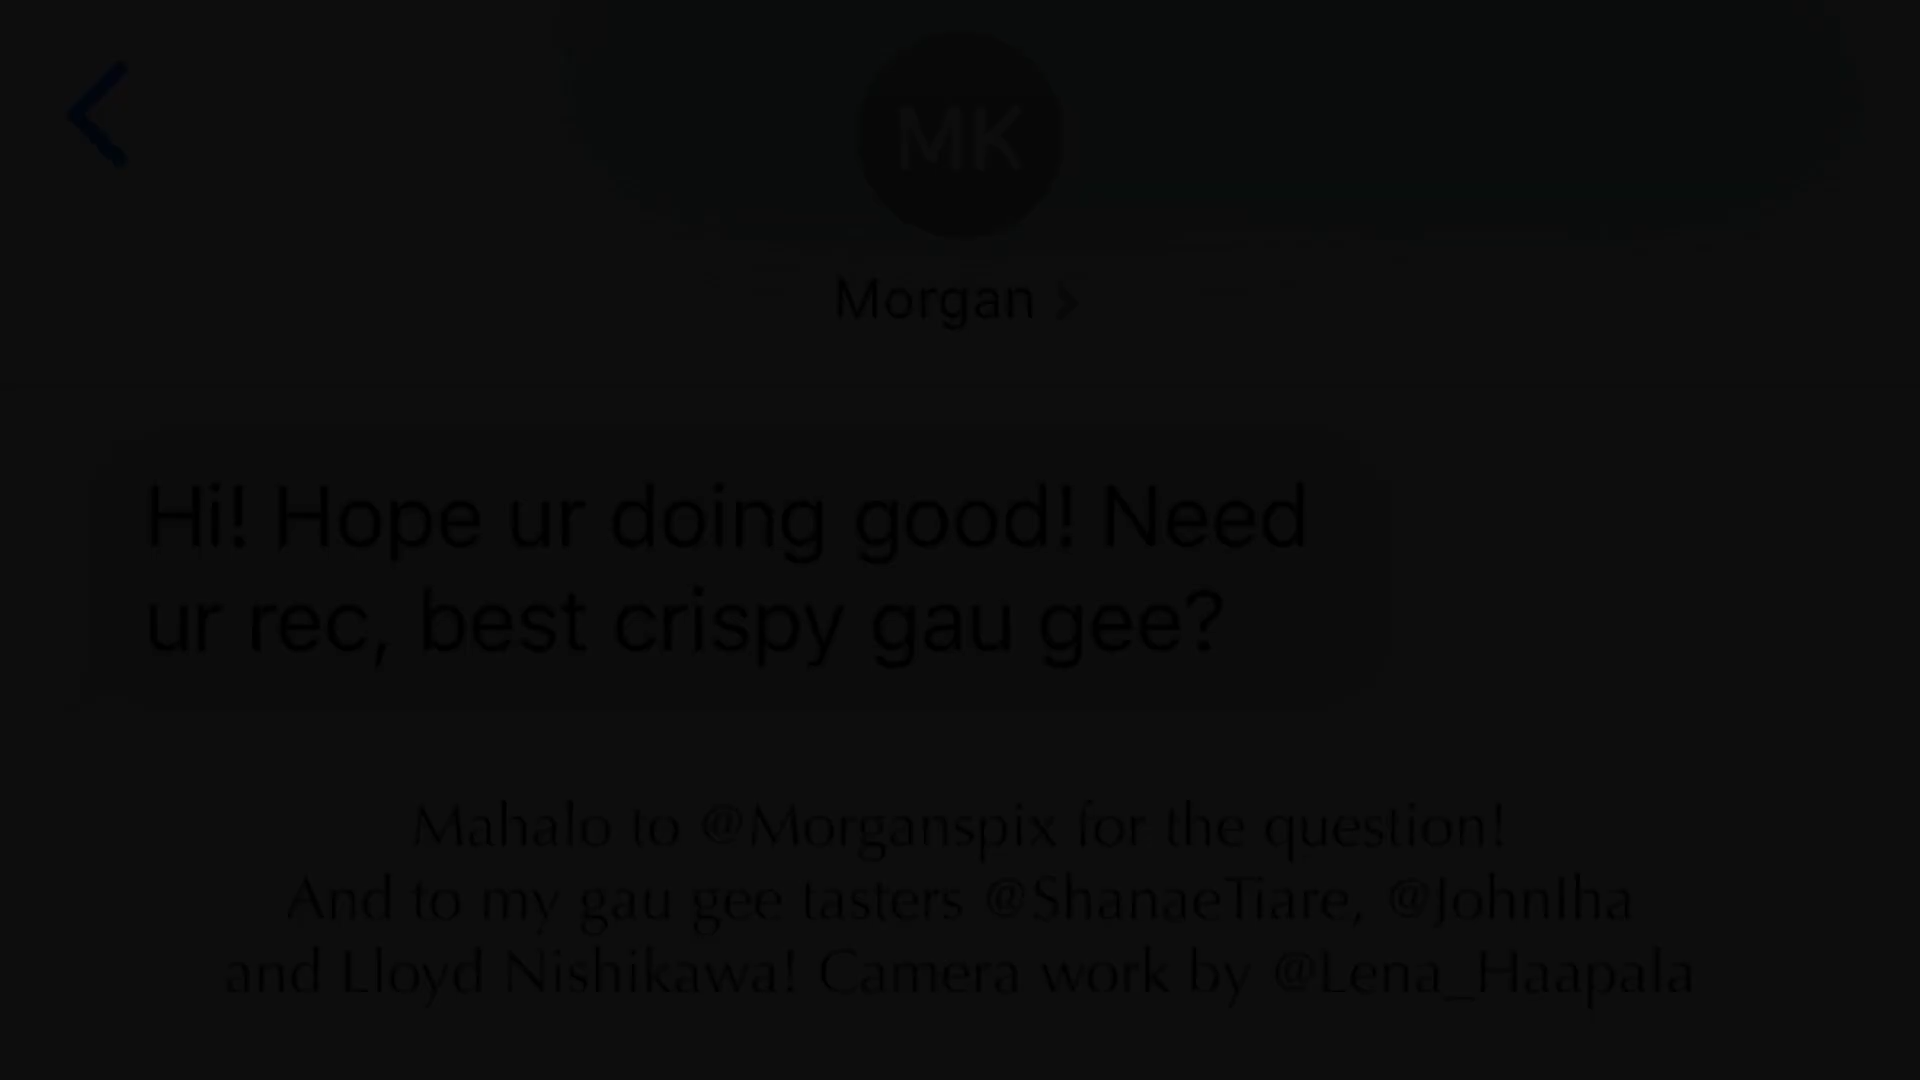 MK
Morgan >
Hi! Hope ur doing good! Need
ur rec, best crispy gau gee?
Mahalo to @Morganspix for the question!
And to my gau gee tasters @ShanaeTiare, @JohnIha
and Lloyd Nishikawa! Camera work by @Lena_Haapala